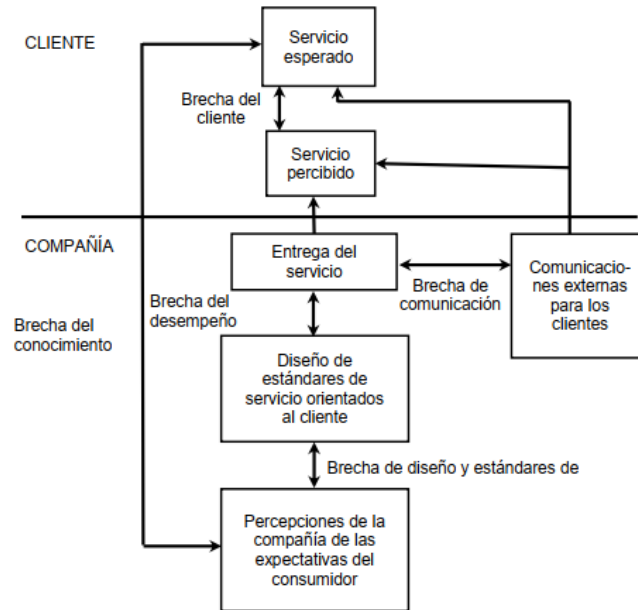 CLIENTE
Servicio
esperado
Brecha del
cliente
Servicio
percibido
COMPAÑÍA
Entrega del
servicio
Brecha de
comunicación
Comunicacio-
nes externas
para los
clientes
Brecha del
desempeño
Brecha del
conocimiento
Diseño de
estándares de
servicio orientados
al cliente
Brecha de diseño y estándares de
Percepciones de la
compañía de las
expectativas del
consumidor